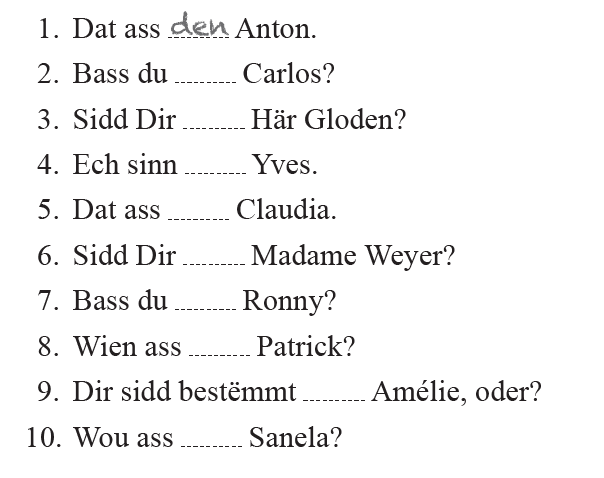 1. Dat ass den Anton.
2. Bass du ........ Carlos?
3. Sidd Dir ........ Här Gloden?
4. Ech sinn ........ Yves.
5. Dat ass ........ Claudia.
6. Sidd Dir ........ Madame Weyer?
7. Bass du ........ Ronny?
8. Wien ass ........ Patrick?
9. Dir sidd bestëmmt ........ Amélie, oder?
10. Wou ass ........ Sanela?